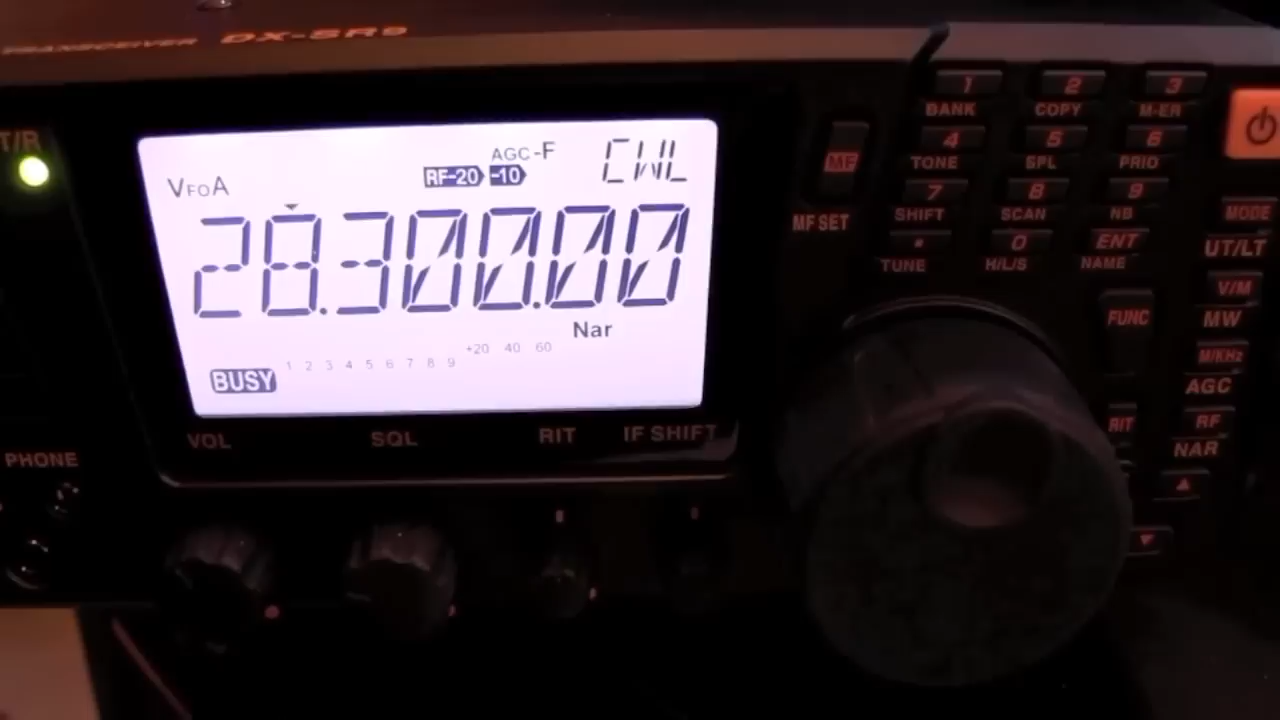 TRANSCEIVER DX-SR9
T/R
VFOA
RF-20 -10
AGC-F
CWL
28.300.00
Nar
1 2 3 4 5 6 7 8 9 +20 40 60
BUSY
VOL SQL RIT IF SHIFT
PHONE
MF
MF SET
1 2 3
BANK COPY M-ER
4 5 6
TONE SPL PRIO
7 8 9
SHIFT SCAN NB
• 0 ENT
TUNE H/L/S NAME
FUNC
RIT
MODE
UT/LT
V/M
MW
M/KHz
AGC
RF
NAR